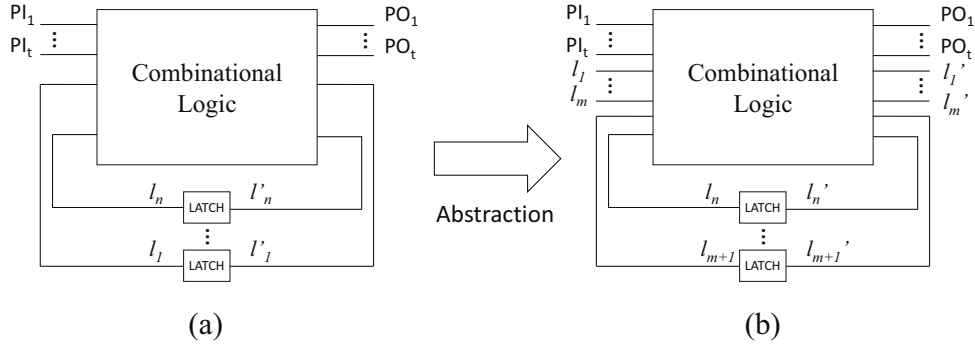 PI₁
⋮
PIₜ
Combinational
Logic
PO₁
⋮
POₜ
lₙ
LATCH
l'ₙ
⋮
l₁
LATCH
l'₁
(a)
Abstraction
PI₁
⋮
PIₜ
l₁
⋮
lₘ
Combinational
Logic
PO₁
⋮
POₜ
l₁’
⋮
lₘ’
lₙ
LATCH
lₙ’
⋮
lₘ₊₁
LATCH
lₘ₊₁’
(b)